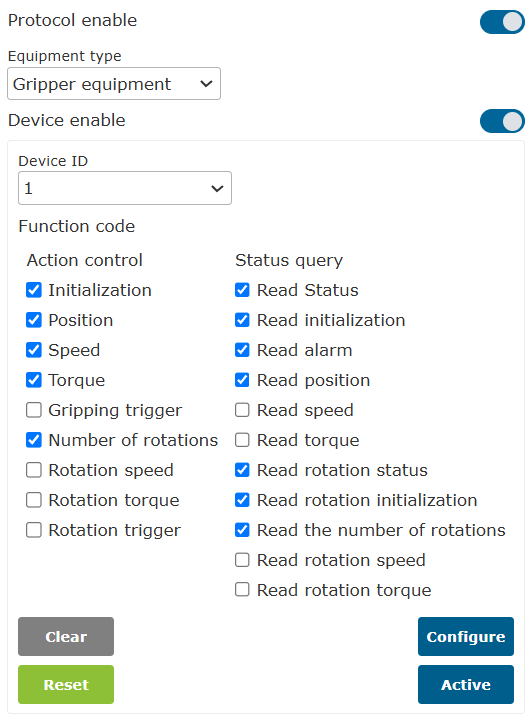 Protocol enable
Equipment type
Gripper equipment
Device enable
Device ID
1
Function code
Action control
Initialization
Position
Speed
Torque
Gripping trigger
Number of rotations
Rotation speed
Rotation torque
Rotation trigger
Status query
Read Status
Read initialization
Read alarm
Read position
Read speed
Read torque
Read rotation status
Read rotation initialization
Read the number of rotations
Read rotation speed
Read rotation torque
Clear
Configure
Reset
Active